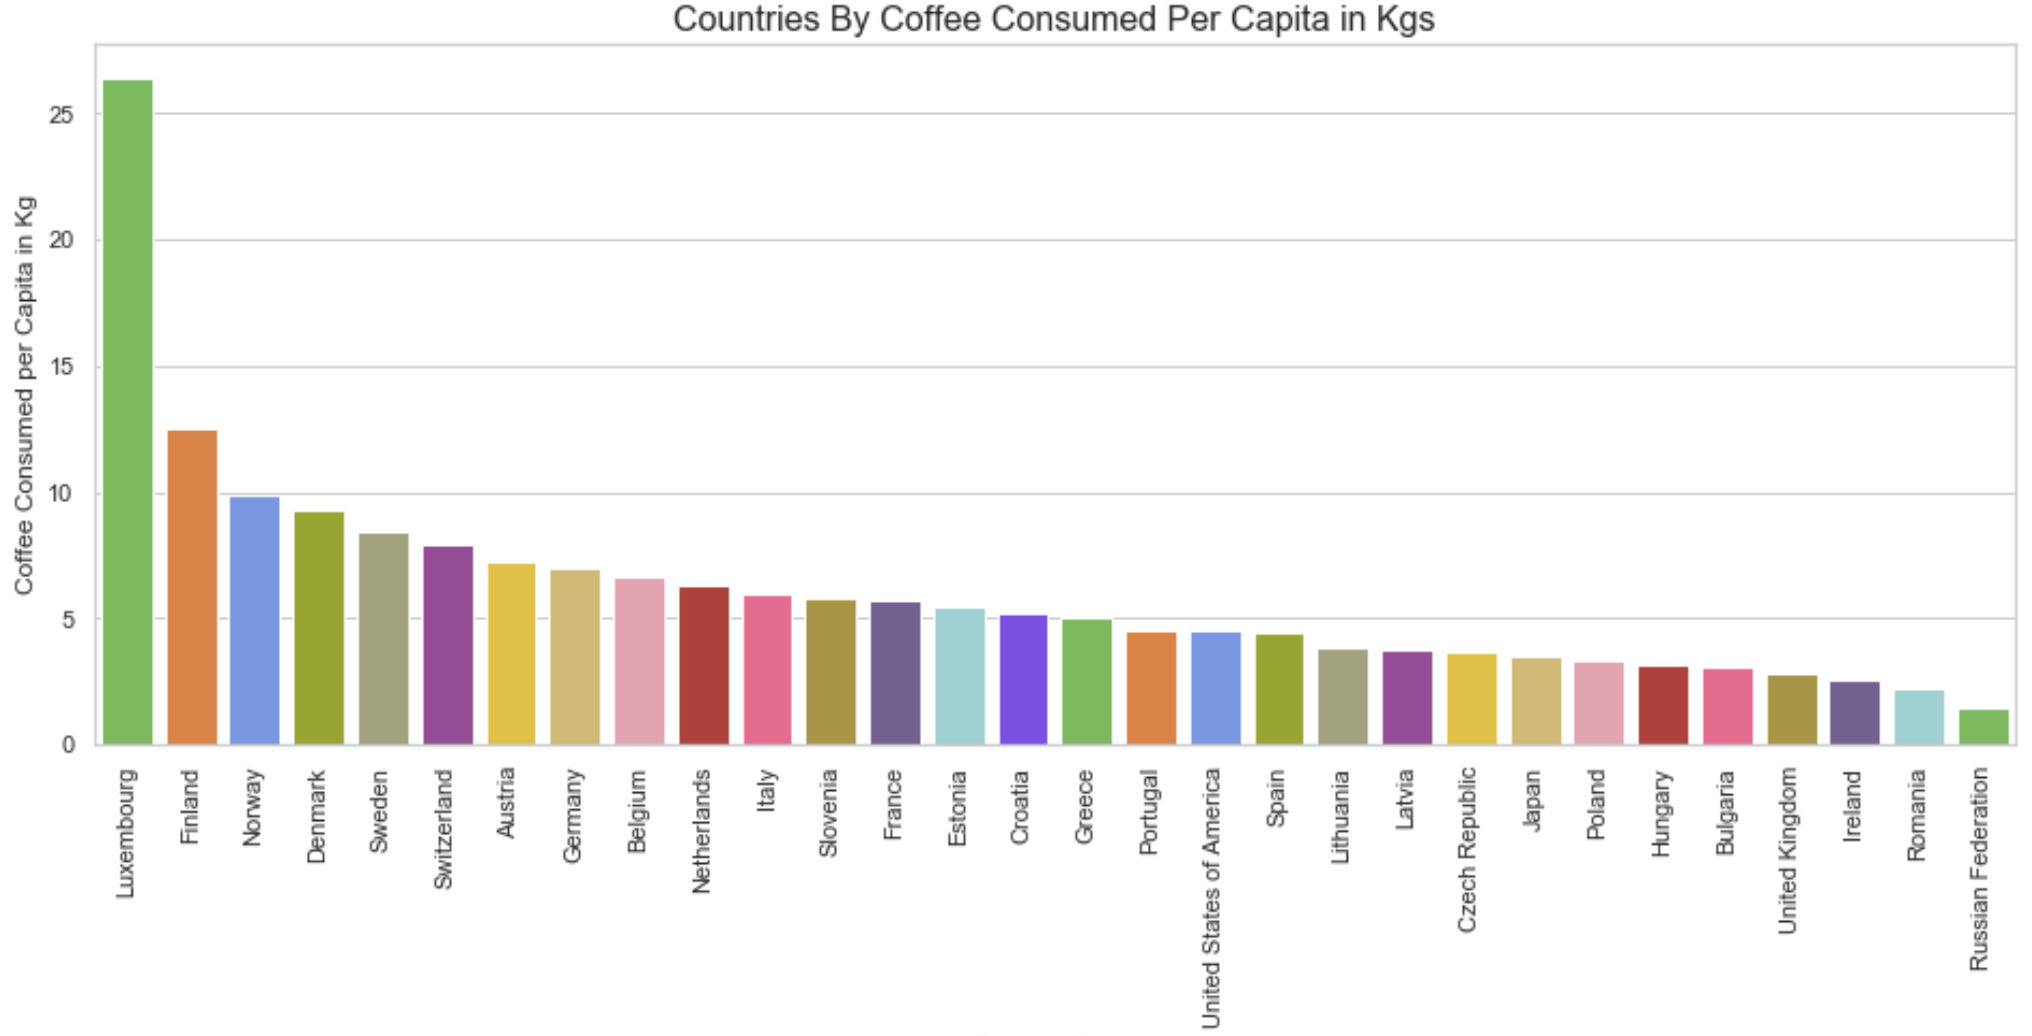 Countries By Coffee Consumed Per Capita in Kgs
Coffee Consumed per Capita in Kg
25
20
15
10
5
0
Luxembourg
Finland
Norway
Denmark
Sweden
Switzerland
Austria
Germany
Belgium
Netherlands
Italy
Slovenia
France
Estonia
Croatia
Greece
Portugal
United States of America
Spain
Lithuania
Latvia
Czech Republic
Japan
Poland
Hungary
Bulgaria
United Kingdom
Ireland
Romania
Russian Federation